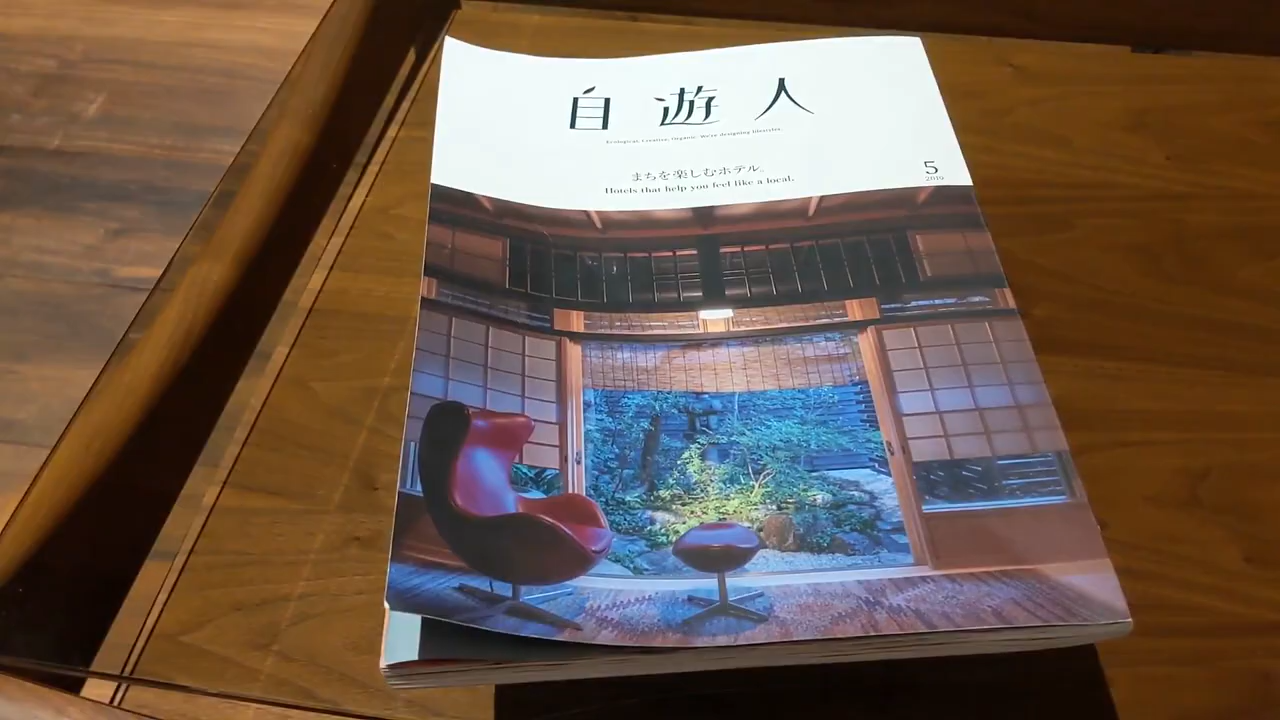 自遊人
Ecological, Creative, Organic. We're designing lifestyles.
まちを楽しむホテル。
Hotels that help you feel like a local.
5
2019